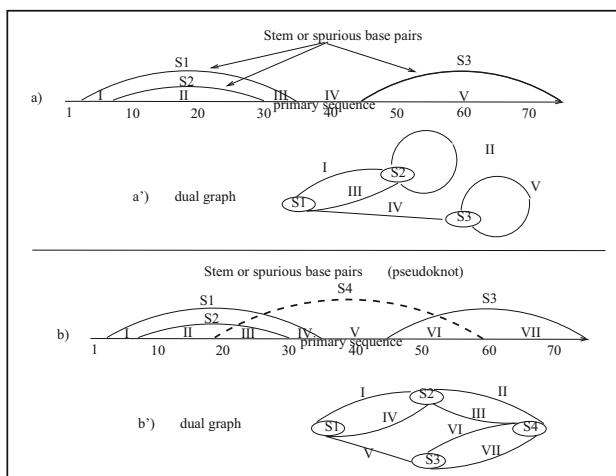 Stem or spurious base pairs
S1
S3
S2
a)
I
II
III
IV
V
primary sequence
1 10 20 30 40 50 60 70
II
I
S2
III
V
a') dual graph
S1
IV
S3
Stem or spurious base pairs (pseudoknot)
S4
S1
S3
S2
b)
I
II
III
IV
V
VI
VII
primary sequence
1 10 20 30 40 50 60 70
I
S2
II
IV
III
VI
b') dual graph
S1
S4
V
S3
VII